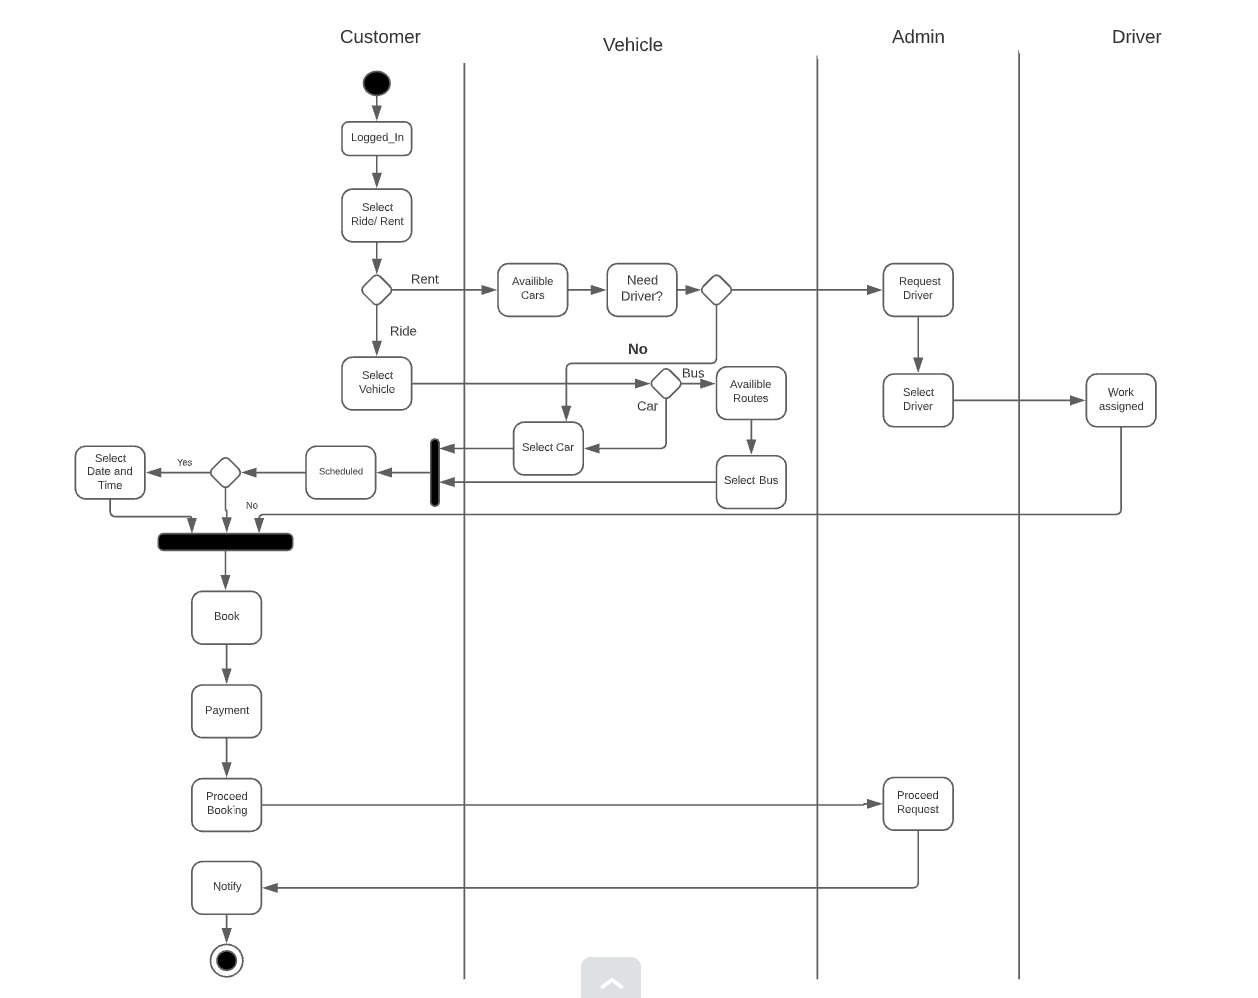 Customer
Vehicle
Admin
Driver
Logged_In
Select
Ride/ Rent
Rent
Availible
Cars
Need
Driver?
Request
Driver
Ride
No
Select
Vehicle
Bus
Car
Availible
Routes
Select
Driver
Work
assigned
Select
Date and
Time
Yes
Scheduled
Select Car
Select Bus
No
Book
Payment
Proceed
Booking
Proceed
Request
Notify